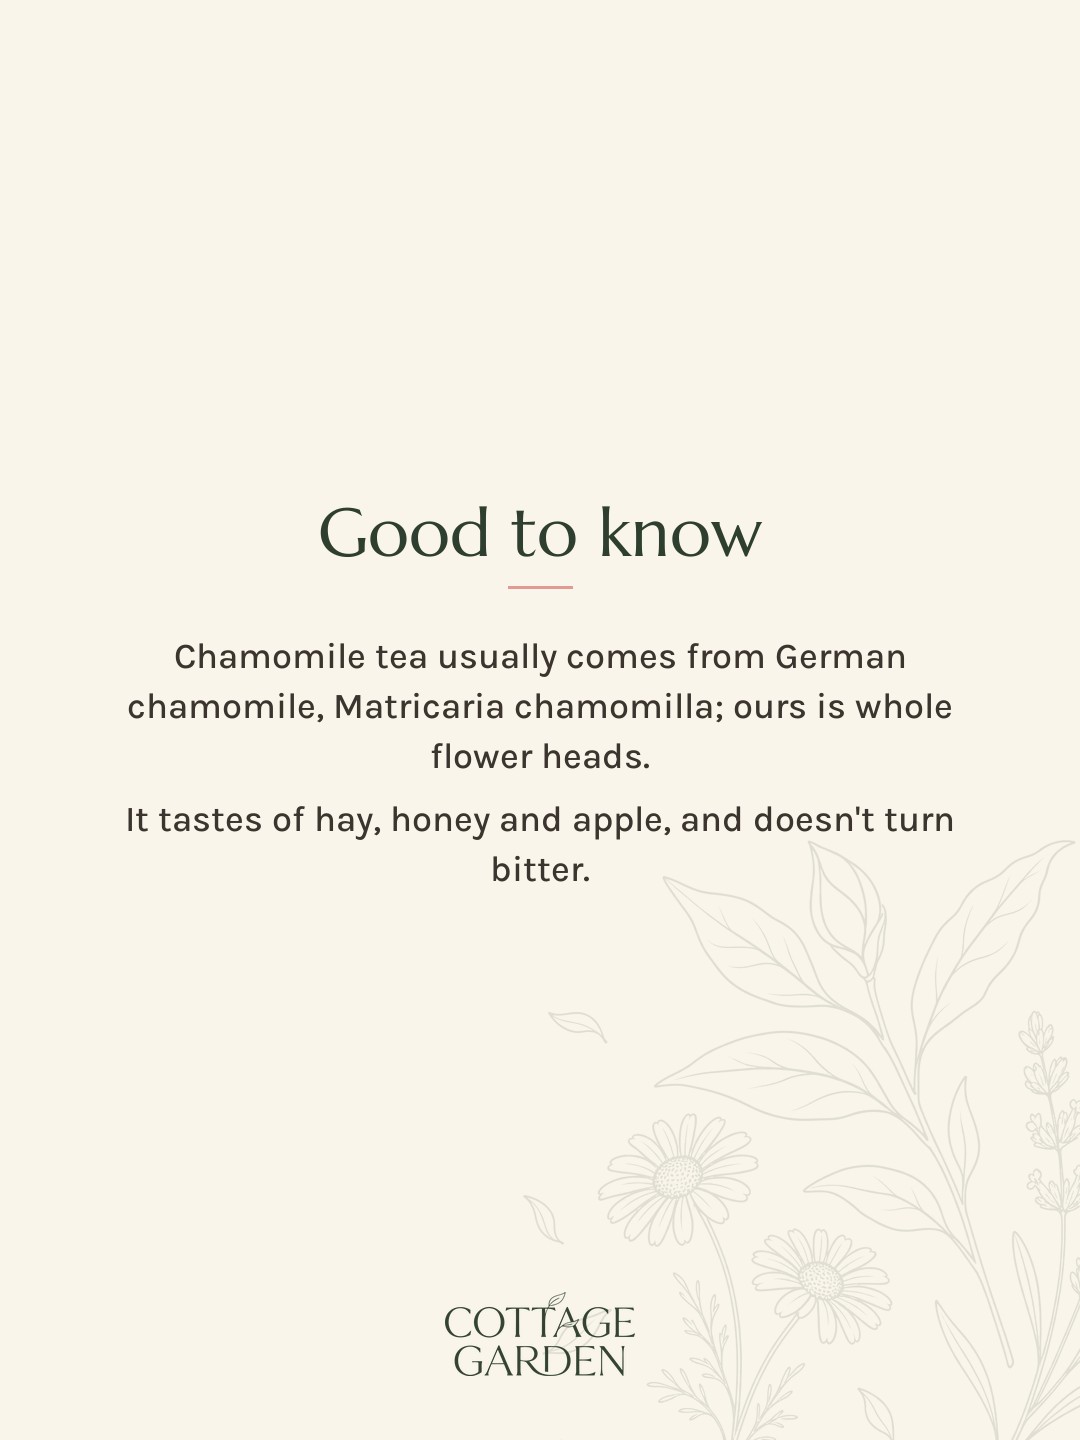 Good to know
Chamomile tea usually comes from German
chamomile, Matricaria chamomilla; ours is whole
flower heads.
It tastes of hay, honey and apple, and doesn't turn
bitter.
COTTAGE
GARDEN